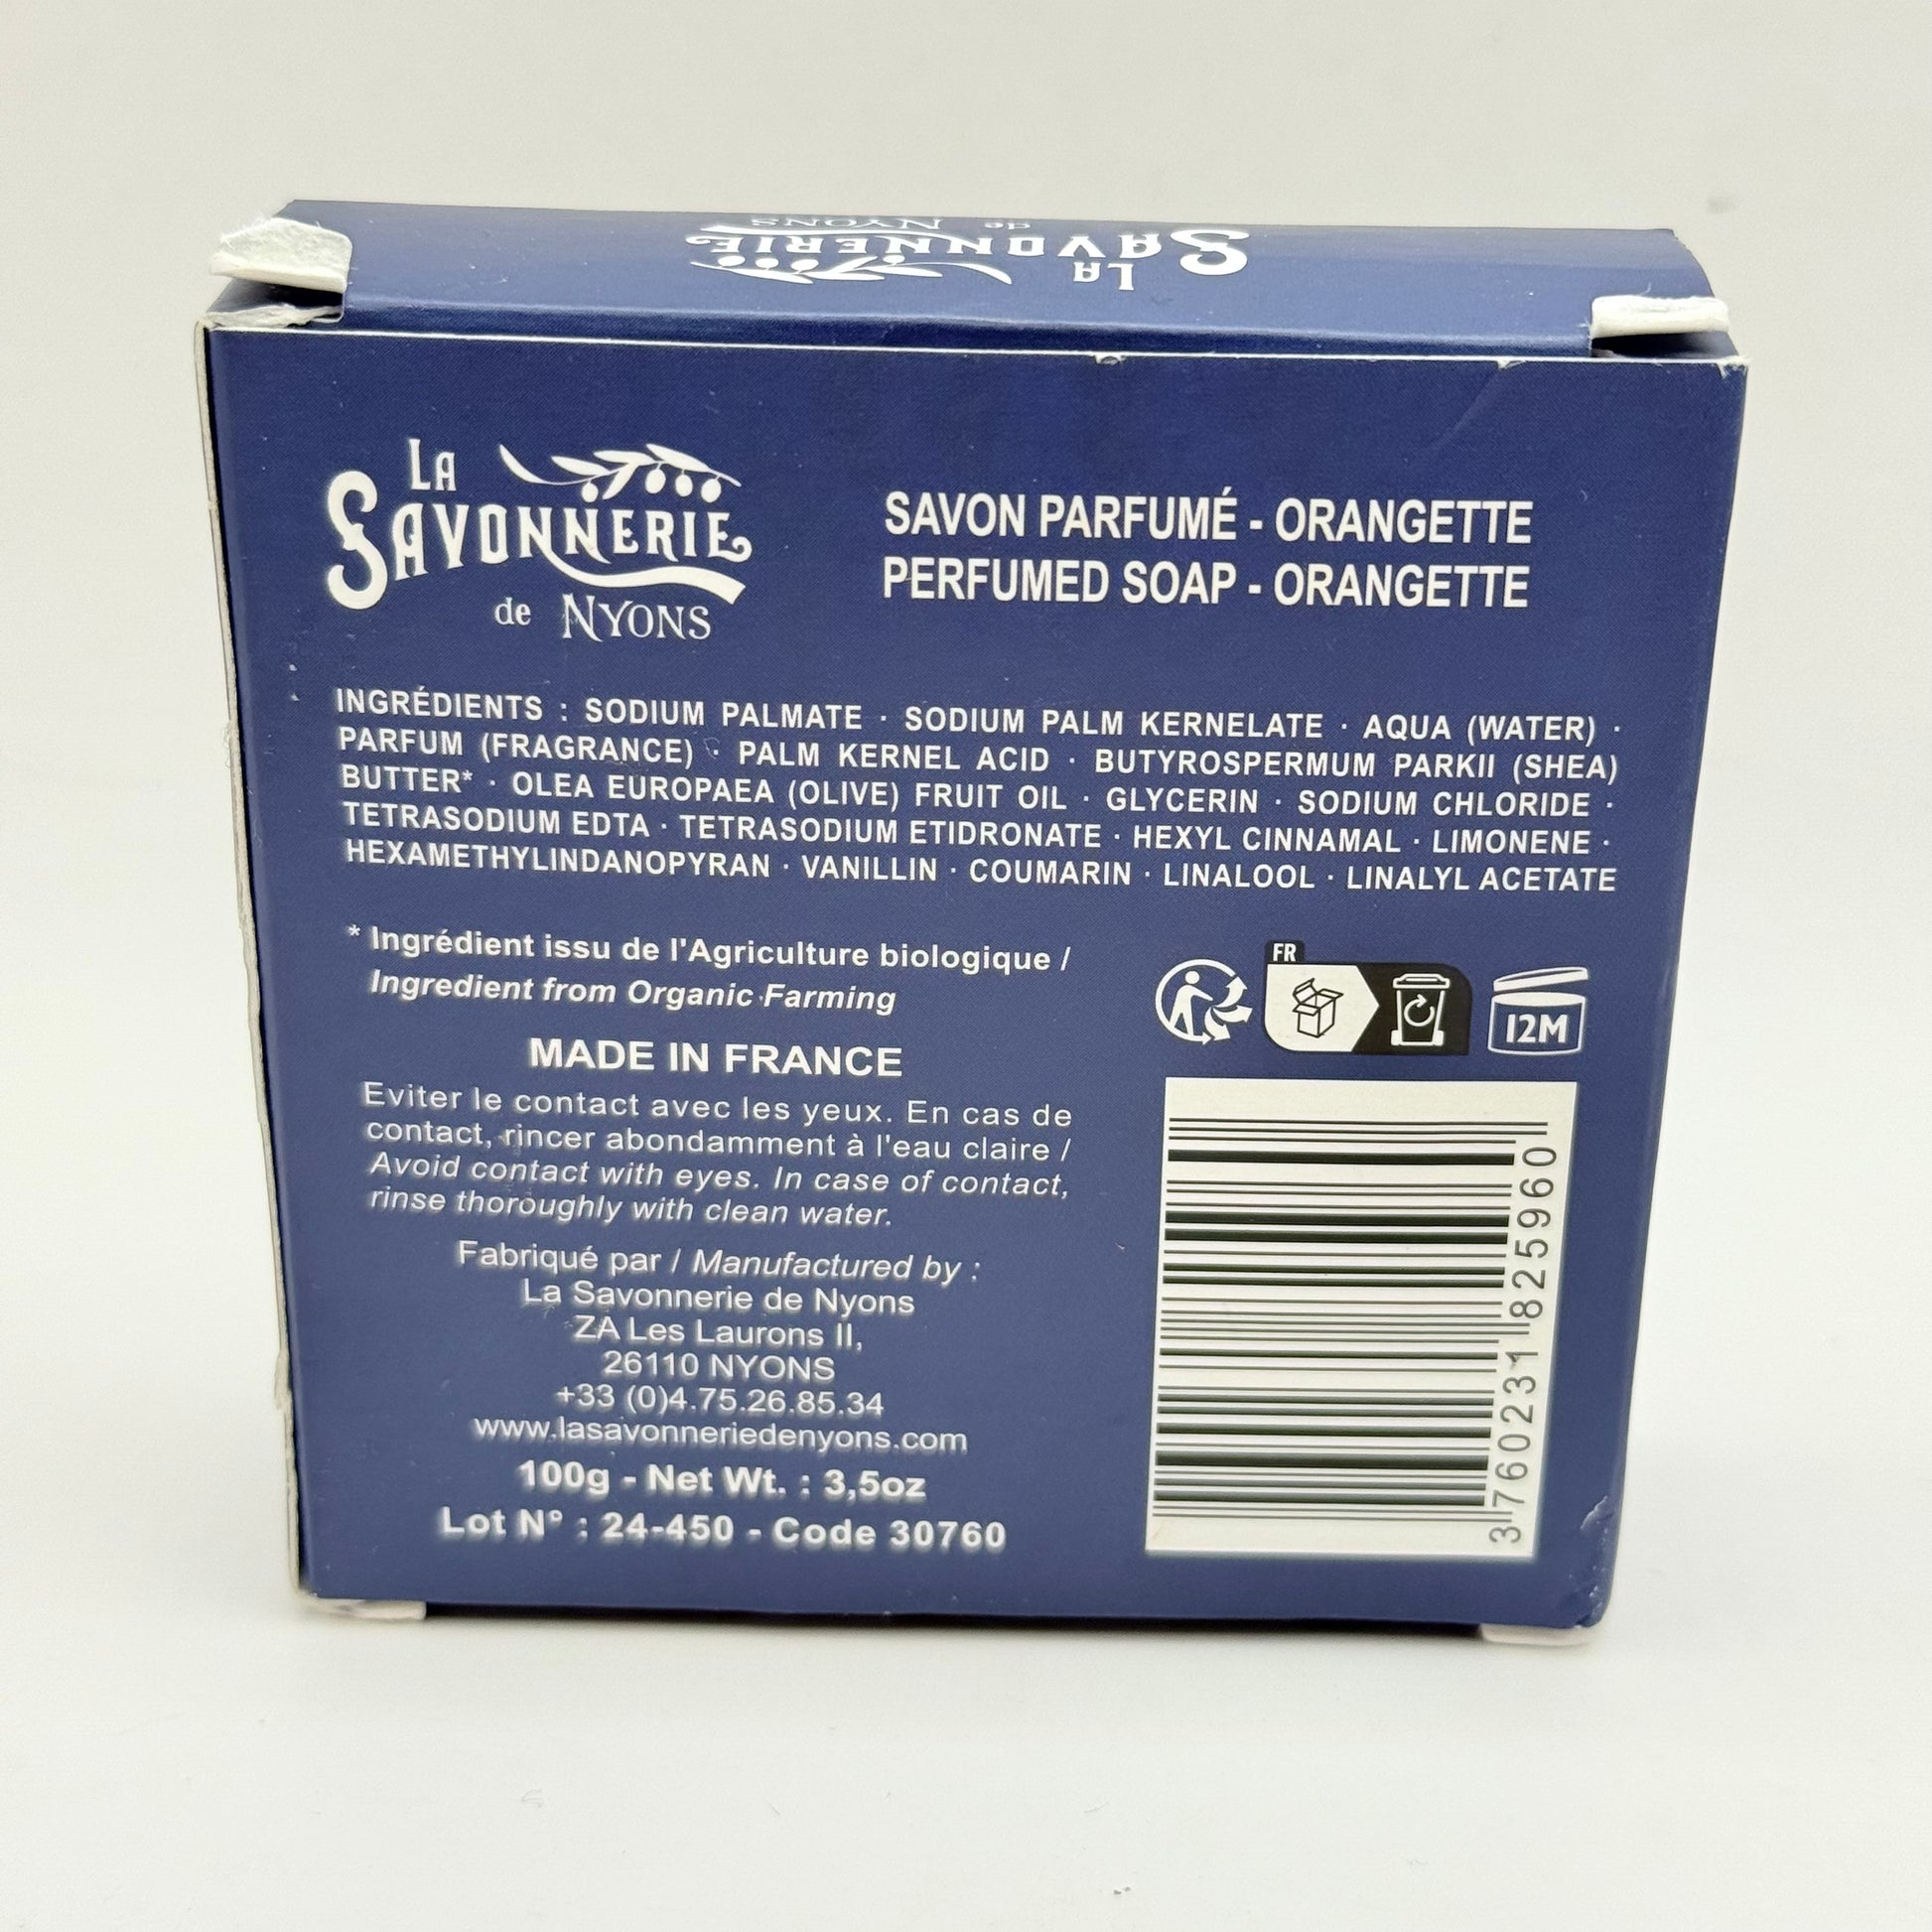 LA
SAVONNERIE
de NYONS
LA
SAVONNERIE
de NYONS
SAVON PARFUMÉ - ORANGETTE
PERFUMED SOAP - ORANGETTE
INGRÉDIENTS : SODIUM PALMATE · SODIUM PALM KERNELATE · AQUA (WATER) ·
PARFUM (FRAGRANCE) · PALM KERNEL ACID · BUTYROSPERMUM PARKII (SHEA)
BUTTER* · OLEA EUROPAEA (OLIVE) FRUIT OIL · GLYCERIN · SODIUM CHLORIDE ·
TETRASODIUM EDTA · TETRASODIUM ETIDRONATE · HEXYL CINNAMAL · LIMONENE ·
HEXAMETHYLINDANOPYRAN · VANILLIN · COUMARIN · LINALOOL · LINALYL ACETATE
* Ingrédient issu de l'Agriculture biologique /
Ingredient from Organic Farming
MADE IN FRANCE
Eviter le contact avec les yeux. En cas de
contact, rincer abondamment à l'eau claire /
Avoid contact with eyes. In case of contact,
rinse thoroughly with clean water.
Fabriqué par / Manufactured by :
La Savonnerie de Nyons
ZA Les Laurons II,
26110 NYONS
+33 (0)4.75.26.85.34
www.lasavonneriedenyons.com
100g - Net Wt. : 3,5oz
Lot N° : 24-450 - Code 30760
FR
12M
3 760231 825960